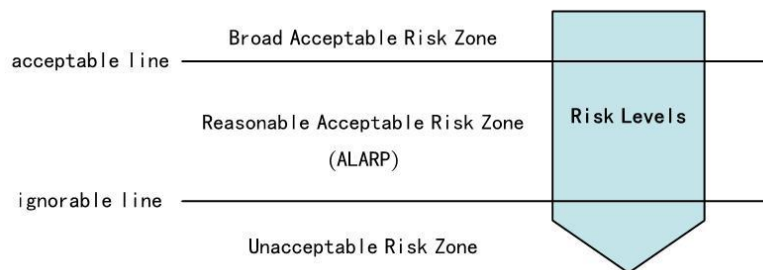 Broad Acceptable Risk Zone
acceptable line
Reasonable Acceptable Risk Zone
(ALARP)
Risk Levels
ignorable line
Unacceptable Risk Zone